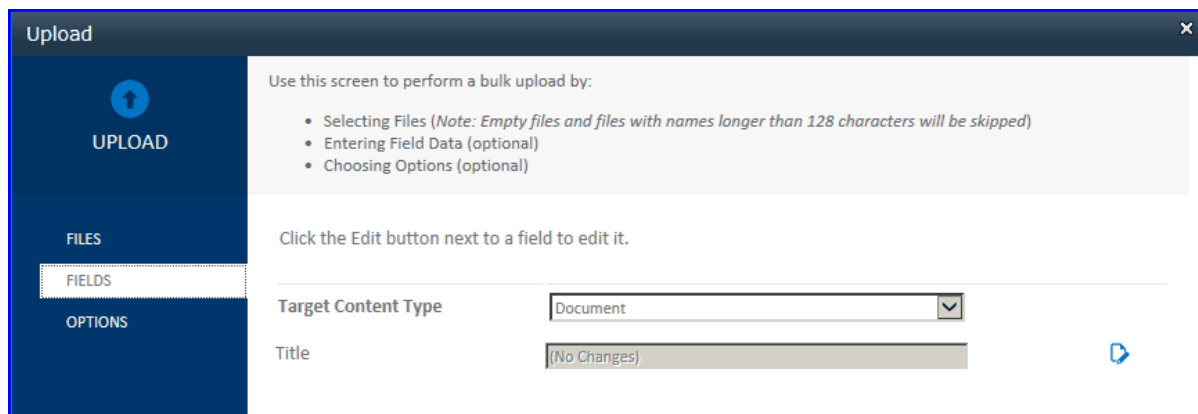 Upload
UPLOAD
Use this screen to perform a bulk upload by:
• Selecting Files (Note: Empty files and files with names longer than 128 characters will be skipped)
• Entering Field Data (optional)
• Choosing Options (optional)
FILES
FIELDS
OPTIONS
Click the Edit button next to a field to edit it.
Target Content Type Document
Title (No Changes)